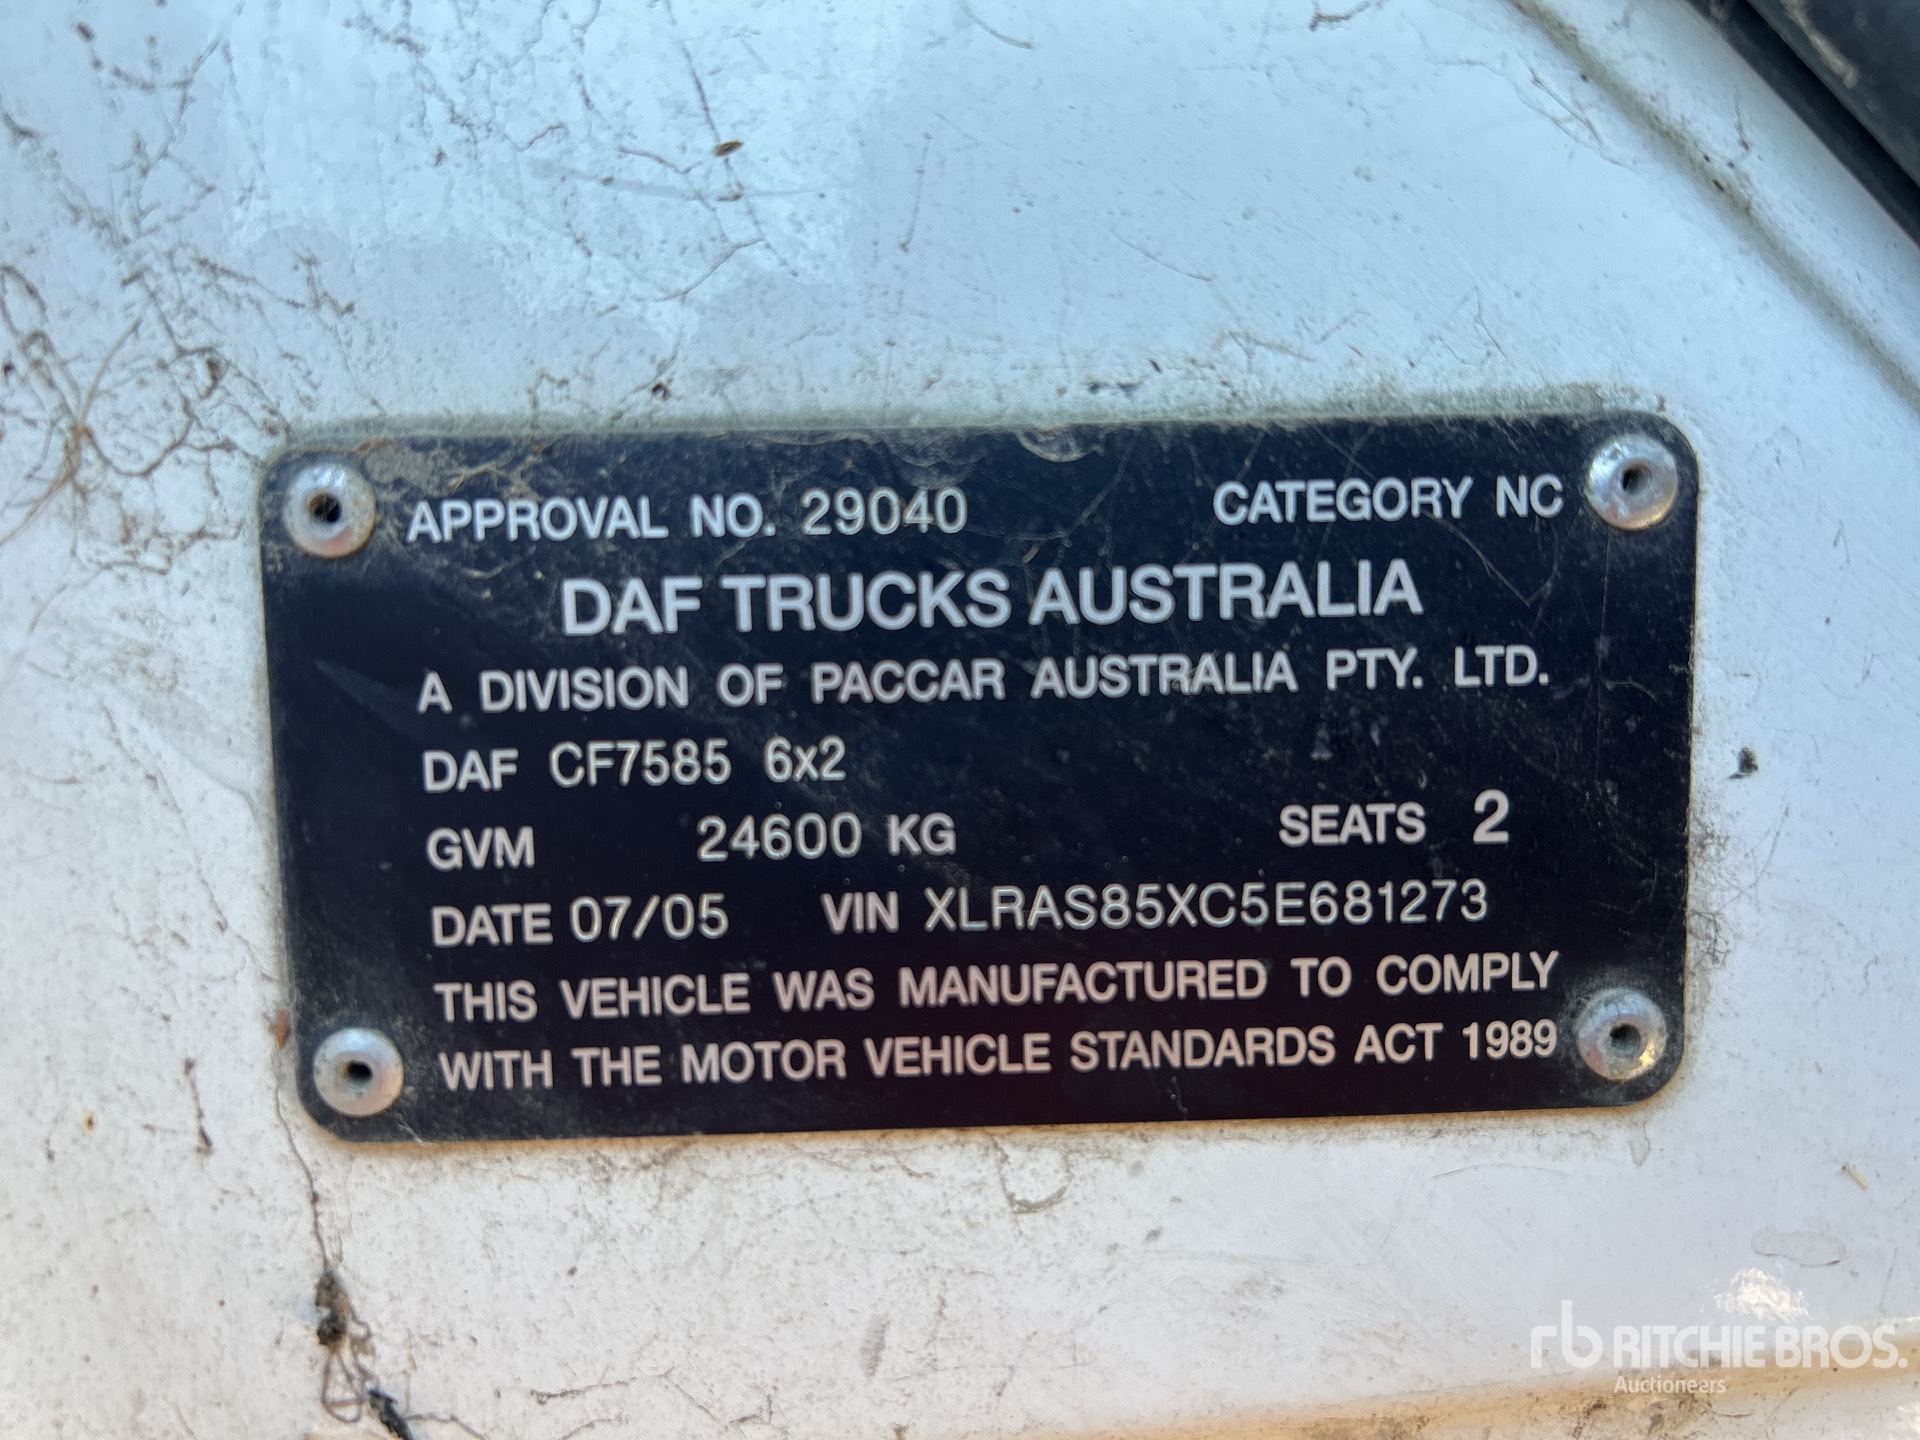 APPROVAL NO. 29040 CATEGORY NC
DAF TRUCKS AUSTRALIA
A DIVISION OF PACCAR AUSTRALIA PTY. LTD.
DAF CF7585 6x2
GVM 24600 KG SEATS 2
DATE 07/05 VIN XLRAS85XC5E681273
THIS VEHICLE WAS MANUFACTURED TO COMPLY
WITH THE MOTOR VEHICLE STANDARDS ACT 1989
rb RITCHIE BROS.
Auctioneers